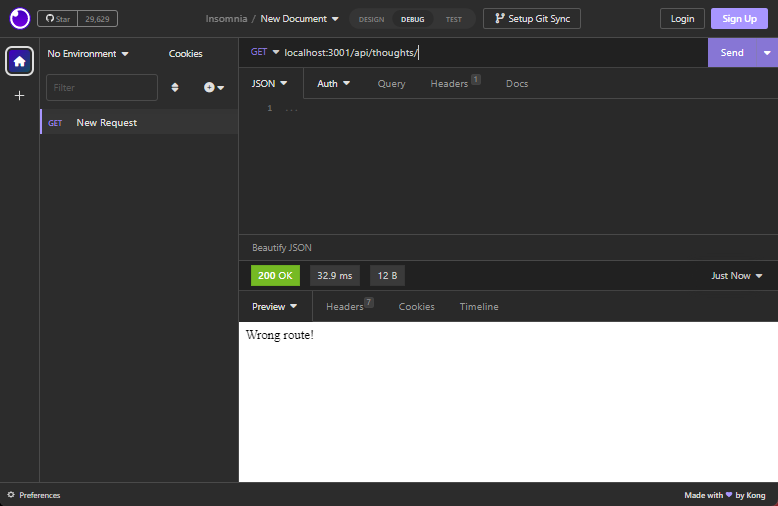 Star 29,629 Insomnia / New Document DESIGN DEBUG TEST Setup Git Sync Login Sign Up
No Environment Cookies
Filter
GET New Request
GET localhost:3001/api/thoughts/ Send
JSON Auth Query Headers 1 Docs
1 ...
Beautify JSON
200 OK 32.9 ms 12 B Just Now
Preview Headers 7 Cookies Timeline
Wrong route!
Preferences Made with ♥ by Kong